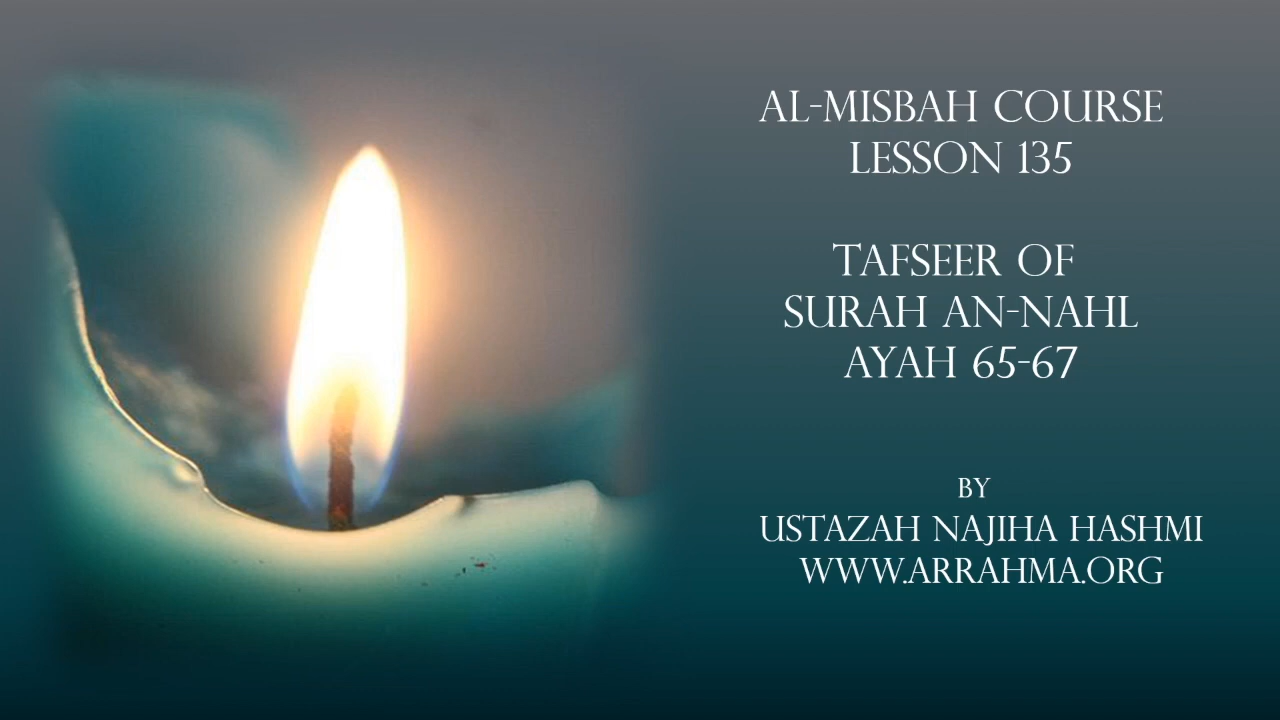 AL-MISBAH COURSE
LESSON 135
TAFSEER OF
SURAH AN-NAHL
AYAH 65-67
BY
USTAZAH NAJIHA HASHMI
WWW.ARRAHMA.ORG